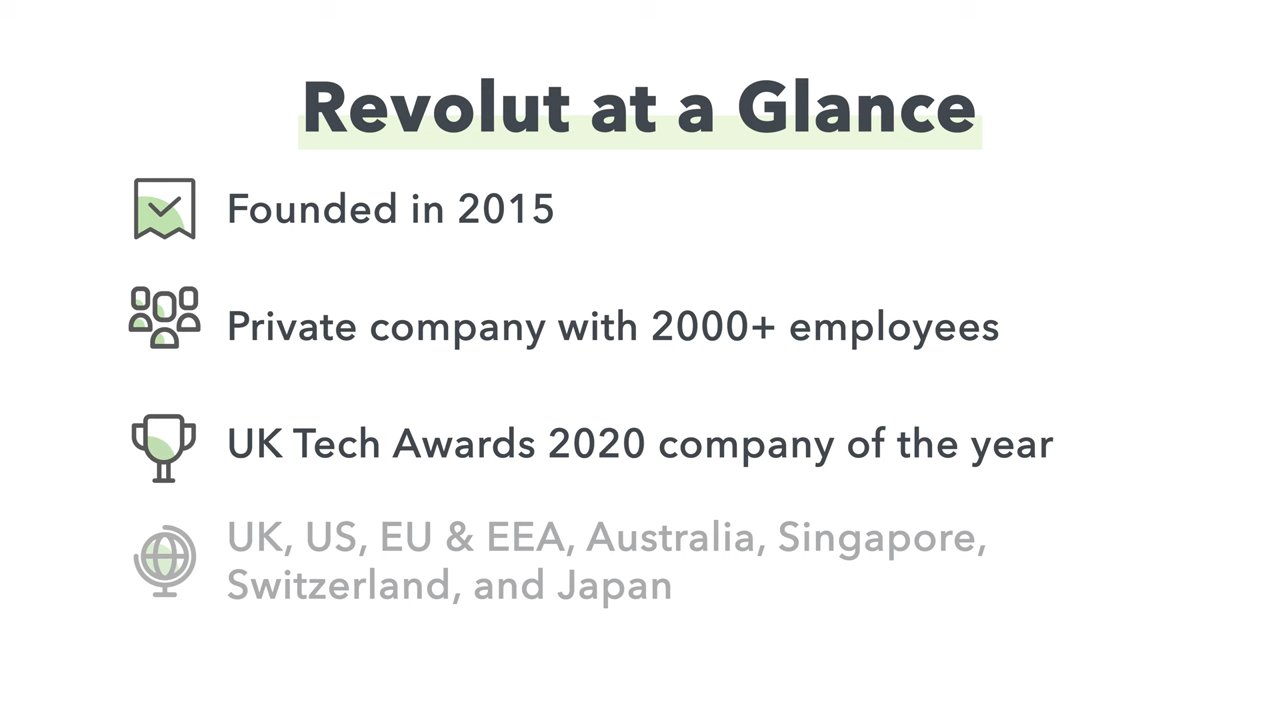 Revolut at a Glance
Founded in 2015
Private company with 2000+ employees
UK Tech Awards 2020 company of the year
UK, US, EU & EEA, Australia, Singapore,
Switzerland, and Japan